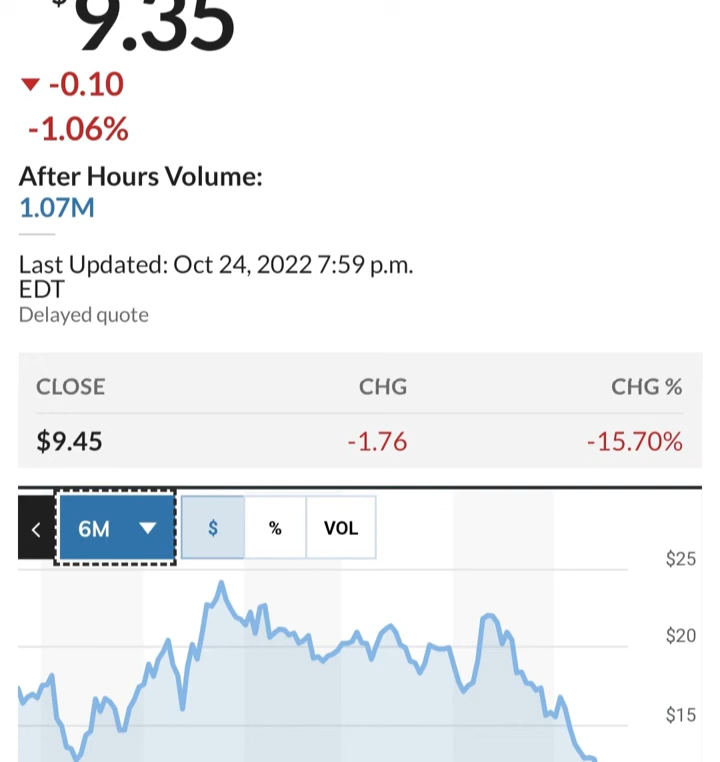 $9.35
-0.10
-1.06%
After Hours Volume:
1.07M
Last Updated: Oct 24, 2022 7:59 p.m.
EDT
Delayed quote
CLOSE CHG CHG %
$9.45 -1.76 -15.70%
6M $ % VOL
$25
$20
$15